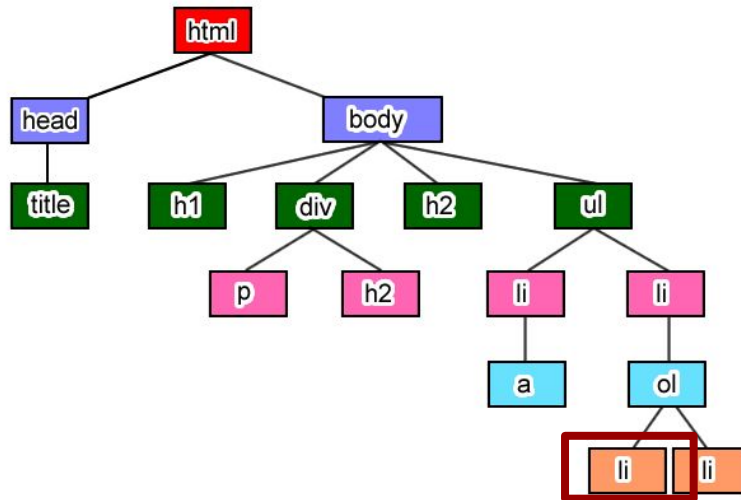 html
head body
title h1 div h2 ul
p h2 li li
a ol
li li